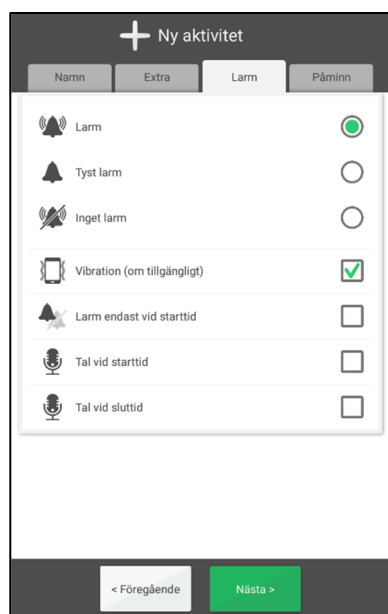 Ny aktivitet
Namn Extra Larm Påminn
Larm
Tyst larm
Inget larm
Vibration (om tillgängligt)
Larm endast vid starttid
Tal vid starttid
Tal vid sluttid
< Föregående Nästa >